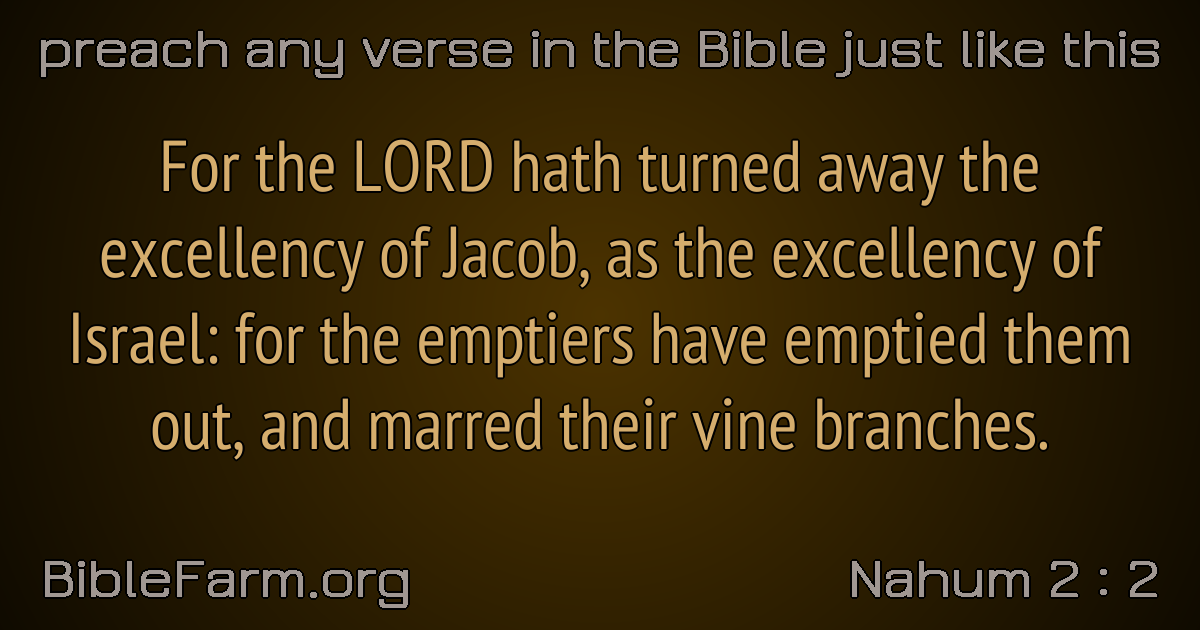 preach any verse in the Bible just like this
For the LORD hath turned away the
excellency of Jacob, as the excellency of
Israel: for the emptiers have emptied them
out, and marred their vine branches.
BibleFarm.org
Nahum 2 : 2